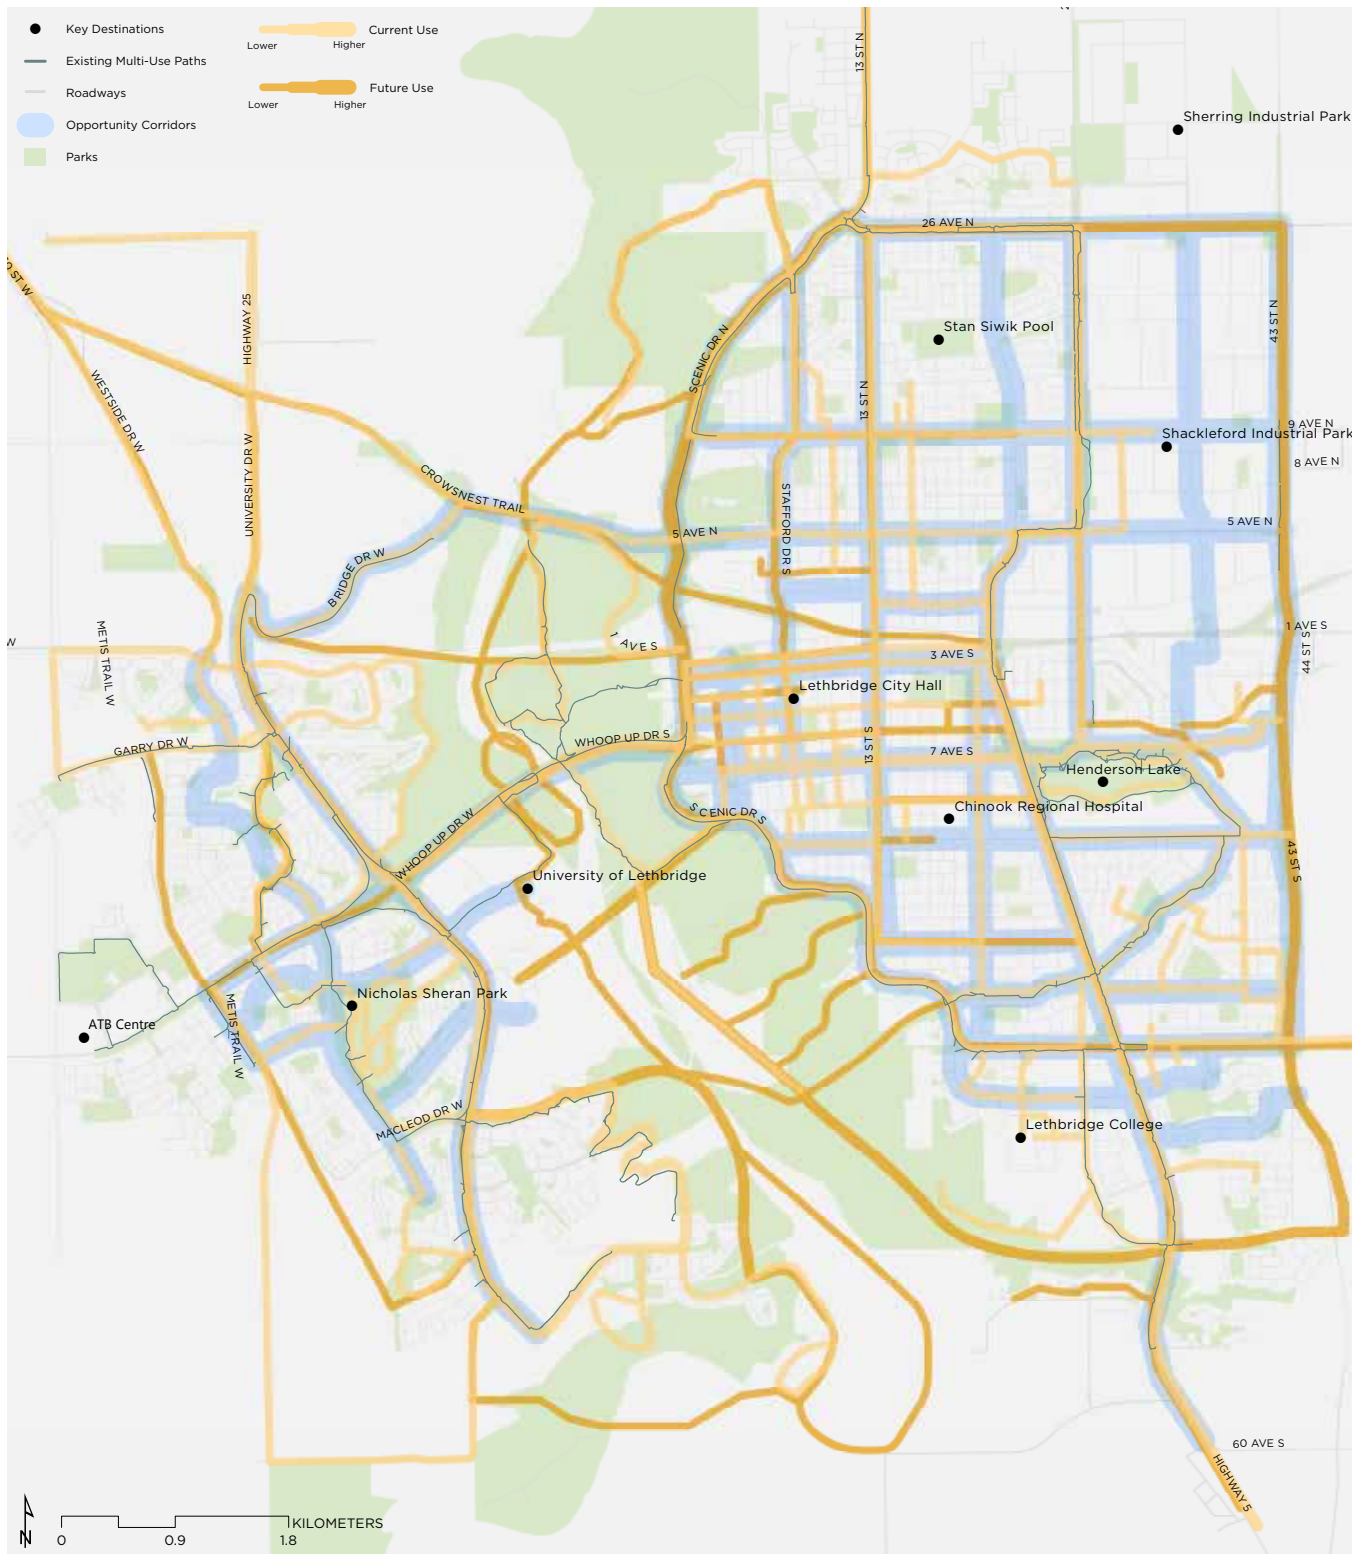 Key Destinations
Existing Multi-Use Paths
Roadways
Opportunity Corridors
Parks
Current Use
Lower
Higher
Future Use
Lower
Higher
13 ST N
Sherring Industrial Park
26 AVE N
HIGHWAY 25
43 ST N
Stan Siwik Pool
SCENIC DR N
WESTSIDE DR W
13 ST N
9 AVE N
Shackleford Industrial Park
8 AVE N
UNIVERSITY DR W
CROWSNEST TRAIL
STAFFORD DR S
5 AVE N
5 AVE N
BRIDGE DR W
W
METIS TRAIL W
1 AVE S
1 AVE S
44 ST S
3 AVE S
Lethbridge City Hall
GARRY DR W
WHOOP UP DR S
13 ST S
7 AVE S
Henderson Lake
Chinook Regional Hospital
SCENIC DR S
WHOOP UP DR W
43 ST S
University of Lethbridge
Nicholas Sheran Park
METIS TRAIL W
ATB Centre
MACLEOD DR W
Lethbridge College
60 AVE S
HIGHWAY 5
N
KILOMETERS
0 0.9 1.8